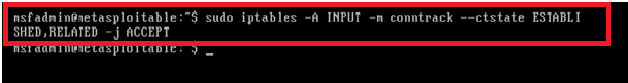 msfadmin@metasploitable:~$ sudo iptables -A INPUT -m conntrack --ctstate ESTABLI
SHED,RELATED -j ACCEPT
msfadmin@metasploitable:~$ _